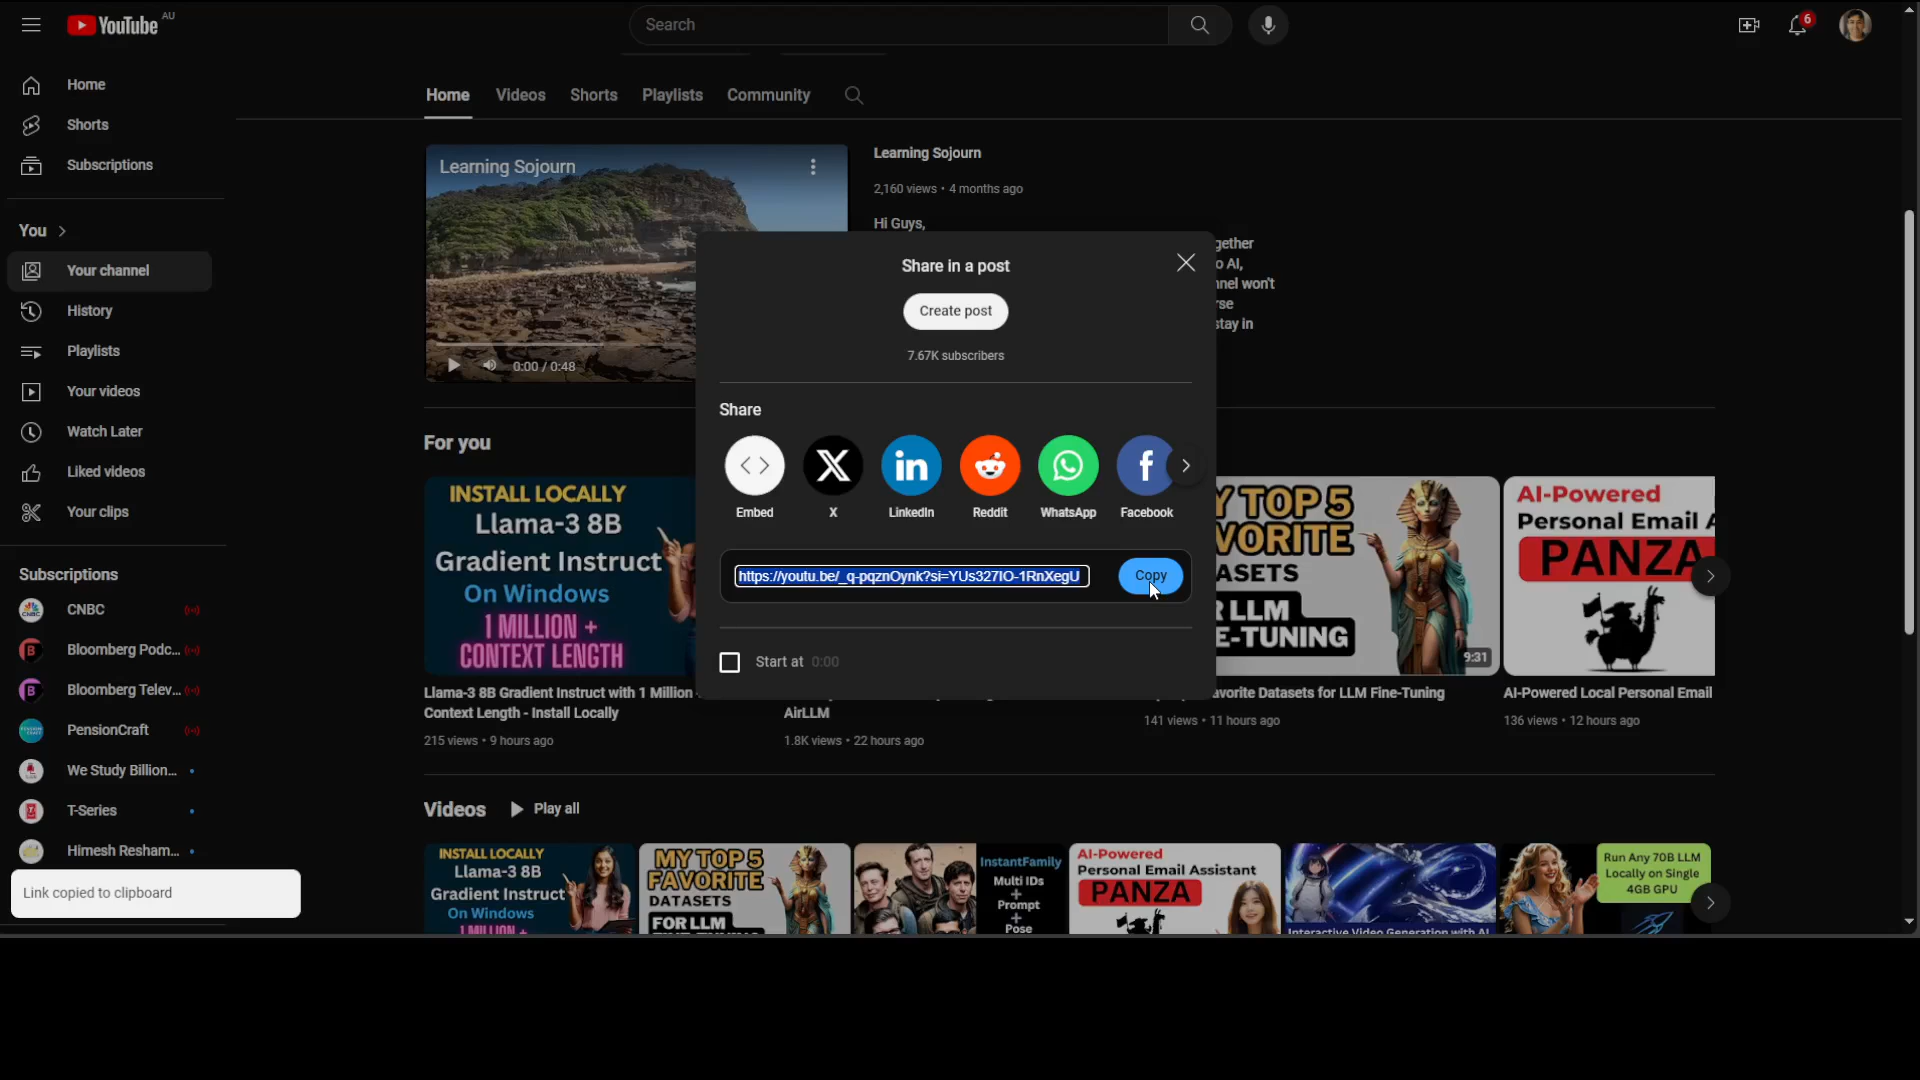 YouTube AU
Search
6
Home
Shorts
Subscriptions
You
Your channel
History
Playlists
Your videos
Watch Later
Liked videos
Your clips
Subscriptions
CNBC
Bloomberg Podc...
Bloomberg Telev...
PensionCraft
We Study Billion...
T-Series
Himesh Resham...
Link copied to clipboard
Home Videos Shorts Playlists Community
Learning Sojourn
0:00 / 0:48
Learning Sojourn
2,160 views • 4 months ago
Hi Guys,
gether
o AI,
nel won't
rse
stay in
Share in a post
Create post
7.67K subscribers
Share
Embed X LinkedIn Reddit WhatsApp Facebook
https://youtu.be/_q-pqznOynk?si=YUs327IO-1RnXegU
Copy
Start at 0:00
For you
INSTALL LOCALLY
Llama-3 8B
Gradient Instruct
On Windows
1 MILLION +
CONTEXT LENGTH
Llama-3 8B Gradient Instruct with 1 Million
Context Length - Install Locally
215 views • 9 hours ago
AirLLM
1.8K views • 22 hours ago
Y TOP 5
VORITE
ASETS
R LLM
E-TUNING
9:31
avorite Datasets for LLM Fine-Tuning
141 views • 11 hours ago
AI-Powered
Personal Email A
PANZA
AI-Powered Local Personal Email
136 views • 12 hours ago
Videos Play all
INSTALL LOCALLY
Llama-3 8B
Gradient Instruct
On Windows
1 MILLION +
MY TOP 5
FAVORITE
DATASETS
FOR LLM
FINE-TUNING
InstantFamily
Multi IDs
+
Prompt
+
Pose
AI-Powered
Personal Email Assistant
PANZA
Interactive Video Generation with AI
Run Any 70B LLM
Locally on Single
4GB GPU